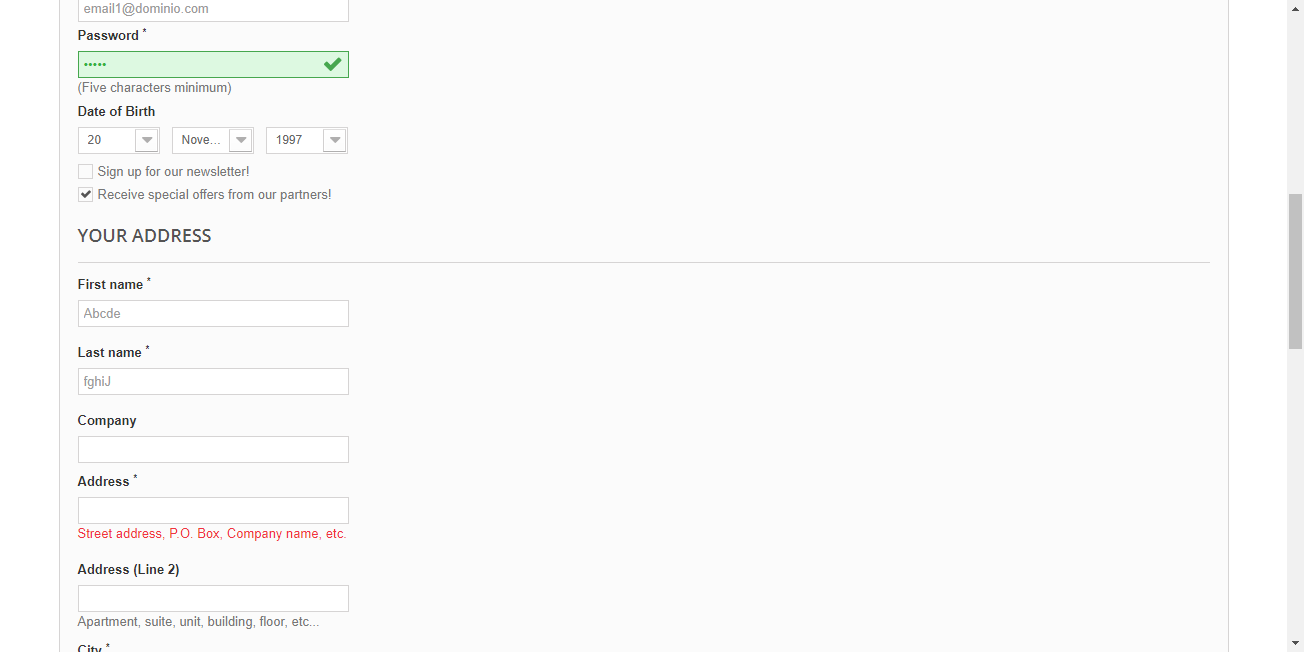 email1@dominio.com
Password *
•••••
(Five characters minimum)
Date of Birth
20 Nove... 1997
Sign up for our newsletter!
Receive special offers from our partners!
YOUR ADDRESS
First name *
Abcde
Last name *
fghiJ
Company
Address *
Street address, P.O. Box, Company name, etc.
Address (Line 2)
Apartment, suite, unit, building, floor, etc...
City *